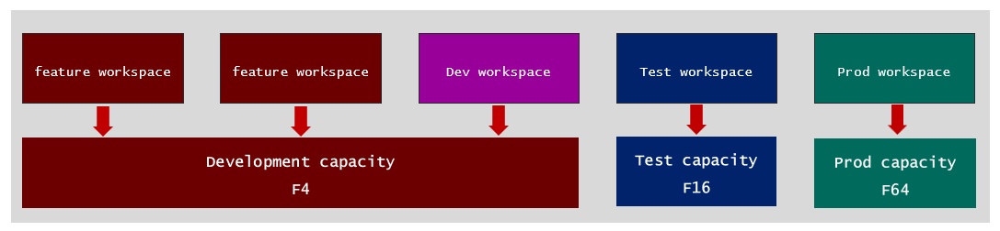 feature workspace
feature workspace
Dev workspace
Test workspace
Prod workspace
Development capacity
F4
Test capacity
F16
Prod capacity
F64